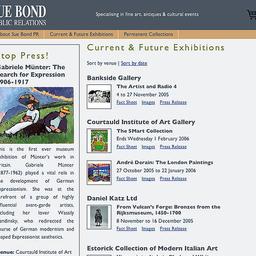 SUE BOND
PUBLIC RELATIONS
Specialising in fine art, antiques & cultural events
About Sue Bond PR
Current & Future Exhibitions
Permanent Collections
Stop Press!
Gabriele Münter: The
Search for Expression
1906–1917
This is the first ever museum
exhibition of Münter's work in
Britain. Gabriele Münter
(1877–1962) played a vital role in
the development of German
Expressionism. She was at the
forefront of a group of highly
influential avant-garde artists,
including her lover Wassily
Kandinsky, who redirected the
course of German modernism and
shaped Expressionist aesthetics.
Venue: Courtauld Institute of Art
Current & Future Exhibitions
Sort by venue | Sort by date
Bankside Gallery
The Artist and Radio 4
4 to 27 November 2005
Fact Sheet Images Press Release
Courtauld Institute of Art Gallery
The SMart Collection
Ends Wednesday 1 February 2006
Fact Sheet Images Press Release
André Derain: The London Paintings
27 October 2005 to 22 January 2006
Fact Sheet Images Press Release
Daniel Katz Ltd
From Vulcan's Forge: Bronzes from the
Rijksmuseum, 1450–1700
8 November to 16 December 2005
Fact Sheet Images Press Release
Estorick Collection of Modern Italian Art